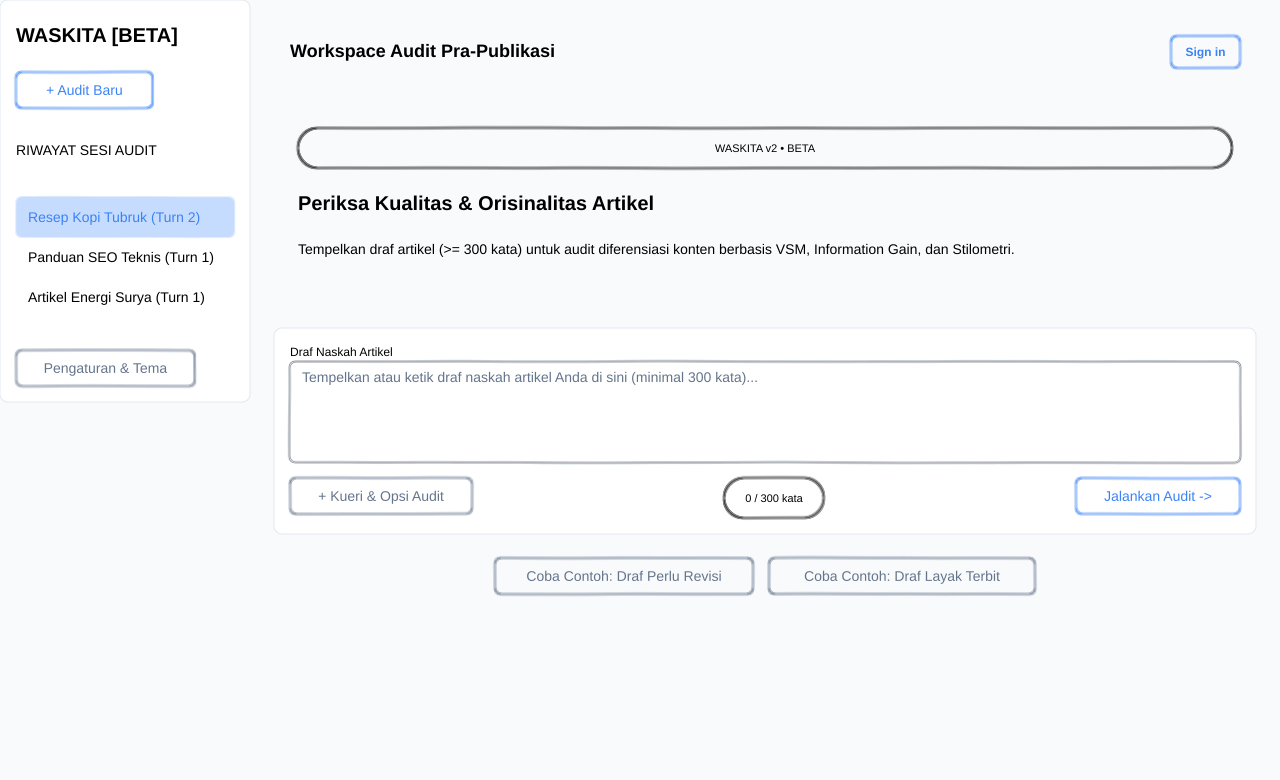 WASKITA [BETA]
+ Audit Baru
RIWAYAT SESI AUDIT
Resep Kopi Tubruk (Turn 2)
Panduan SEO Teknis (Turn 1)
Artikel Energi Surya (Turn 1)
Pengaturan & Tema
Workspace Audit Pra-Publikasi
Sign in
WASKITA v2 • BETA
Periksa Kualitas & Orisinalitas Artikel
Tempelkan draf artikel (>= 300 kata) untuk audit diferensiasi konten berbasis VSM, Information Gain, dan Stilometri.
Draf Naskah Artikel
Tempelkan atau ketik draf naskah artikel Anda di sini (minimal 300 kata)...
+ Kueri & Opsi Audit
0 / 300 kata
Jalankan Audit ->
Coba Contoh: Draf Perlu Revisi
Coba Contoh: Draf Layak Terbit